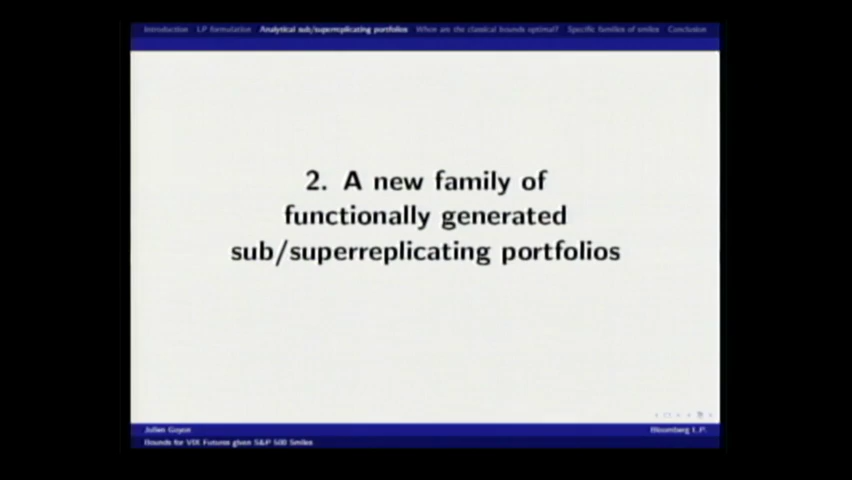 Introduction LP formulation Analytical sub/superreplicating portfolios When are the classical bounds optimal? Specific families of smiles Conclusion
2. A new family of
functionally generated
sub/superreplicating portfolios
Julien Guyon Bloomberg L.P.
Bounds for VIX Futures given S&P 500 Smiles